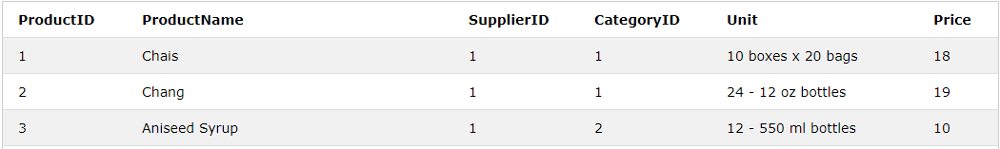 ProductID ProductName SupplierID CategoryID Unit Price
1 Chais 1 1 10 boxes x 20 bags 18
2 Chang 1 1 24 - 12 oz bottles 19
3 Aniseed Syrup 1 2 12 - 550 ml bottles 10